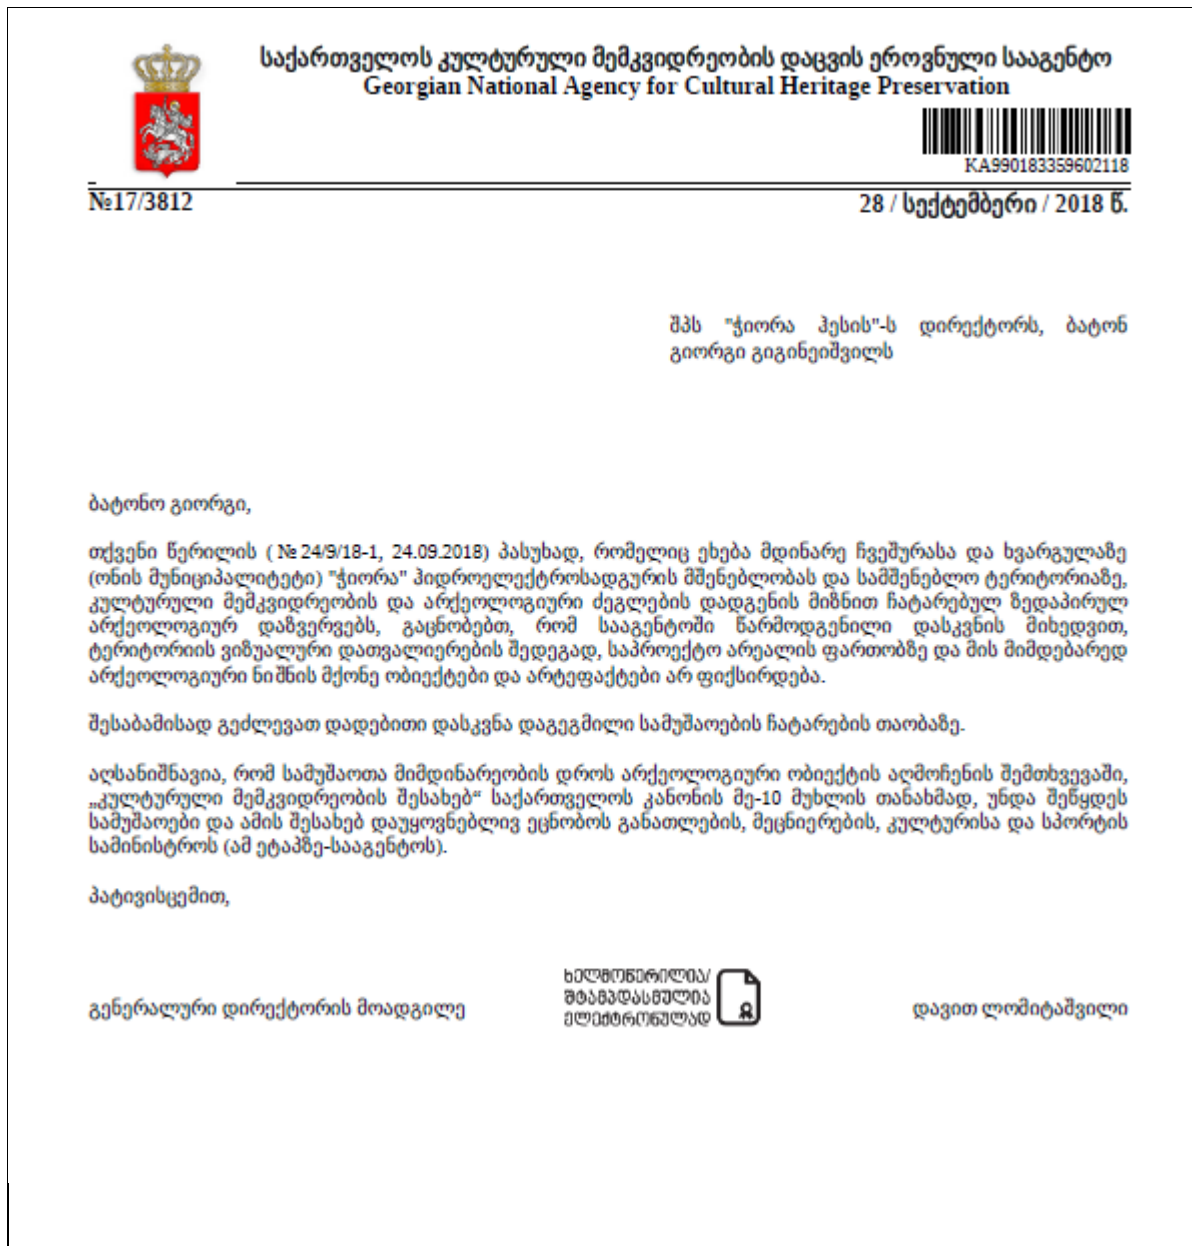 საქართველოს კულტურული მემკვიდრეობის დაცვის ეროვნული სააგენტო
Georgian National Agency for Cultural Heritage Preservation
KA990183359602118
№17/3812
28 / სექტემბერი / 2018 წ.
შპს "ჭიორა ჰესის"-ს დირექტორს, ბატონ
გიორგი გიგინეიშვილს
ბატონო გიორგი,
თქვენი წერილის ( № 24/9/18-1, 24.09.2018) პასუხად, რომელიც ეხება მდინარე ჩვეშურასა და ხვარგულაზე
(ონის მუნიციპალიტეტი) "ჭიორა" ჰიდროელექტროსადგურის მშენებლობას და სამშენებლო ტერიტორიაზე,
კულტურული მემკვიდრეობის და არქეოლოგიური ძეგლების დადგენის მიზნით ჩატარებულ ზედაპირულ
არქეოლოგიურ დაზვერვებს, გაცნობებთ, რომ სააგენტოში წარმოდგენილი დასკვნის მიხედვით,
ტერიტორიის ვიზუალური დათვალიერების შედეგად, საპროექტო არეალის ფართობზე და მის მიმდებარედ
არქეოლოგიური ნიშნის მქონე ობიექტები და არტეფაქტები არ ფიქსირდება.
შესაბამისად გეძლევათ დადებითი დასკვნა დაგეგმილი სამუშაოების ჩატარების თაობაზე.
აღსანიშნავია, რომ სამუშაოთა მიმდინარეობის დროს არქეოლოგიური ობიექტის აღმოჩენის შემთხვევაში,
„კულტურული მემკვიდრეობის შესახებ“ საქართველოს კანონის მე-10 მუხლის თანახმად, უნდა შეწყდეს
სამუშაოები და ამის შესახებ დაუყოვნებლივ ეცნობოს განათლების, მეცნიერების, კულტურისა და სპორტის
სამინისტროს (ამ ეტაპზე-სააგენტოს).
პატივისცემით,
გენერალური დირექტორის მოადგილე
ხელმოწერილია/
შტამპდასმულია
ელექტრონულად
დავით ლომიტაშვილი